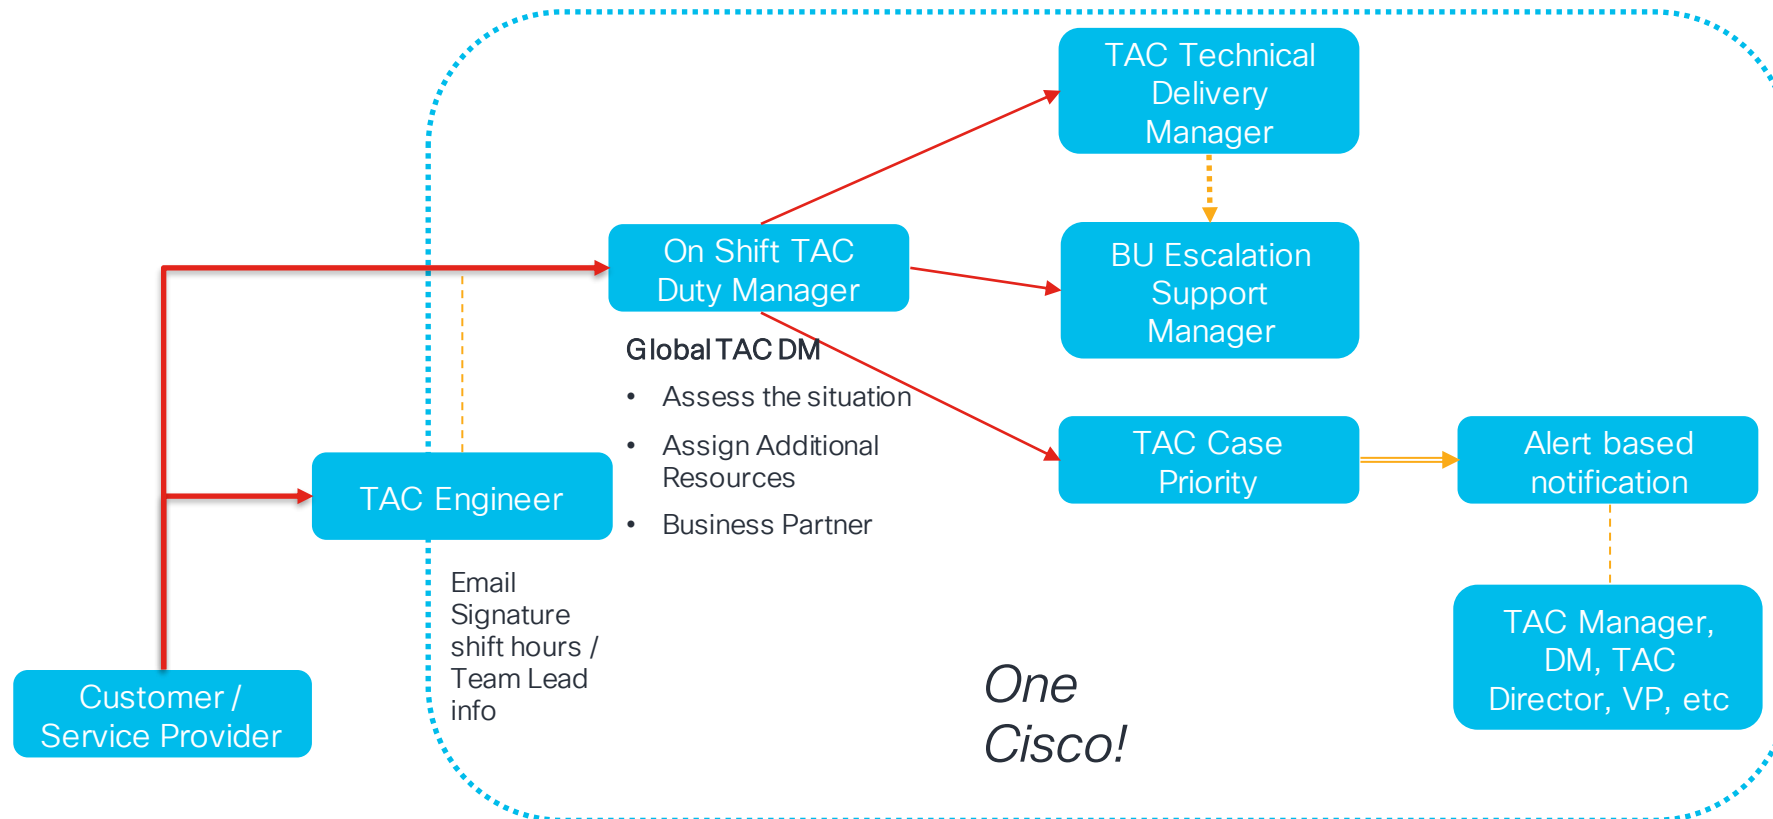 TAC Technical
Delivery
Manager
On Shift TAC
Duty Manager
BU Escalation
Support
Manager
Global TAC DM
• Assess the situation
• Assign Additional
Resources
• Business Partner
TAC Case
Priority
Alert based
notification
TAC Engineer
Email
Signature
shift hours /
Team Lead
info
Customer /
Service Provider
One
Cisco!
TAC Manager,
DM, TAC
Director, VP, etc